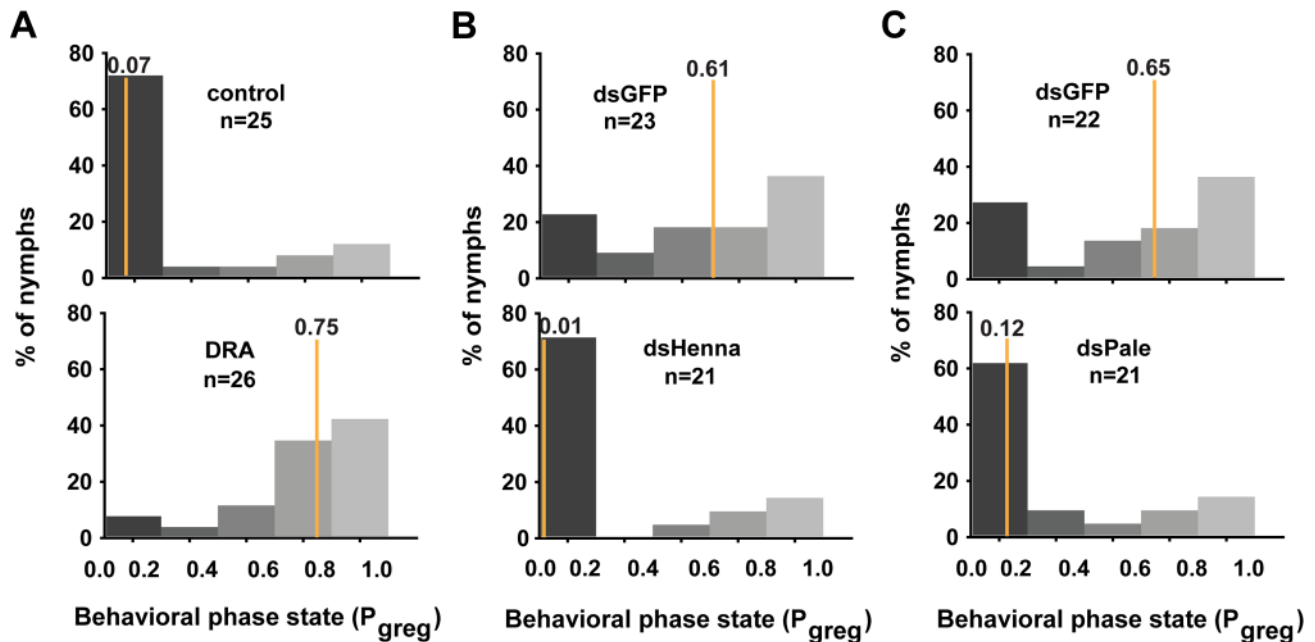 A
B
C
80
60
40
20
0
0.07
control
n=25
80
60
40
20
0
0.61
dsGFP
n=23
80
60
40
20
0
0.65
dsGFP
n=22
% of nymphs
% of nymphs
% of nymphs
80
60
40
20
0
0.75
DRA
n=26
80
60
40
20
0
0.01
dsHenna
n=21
80
60
40
20
0
0.12
dsPale
n=21
0.0 0.2 0.4 0.6 0.8 1.0
0.0 0.2 0.4 0.6 0.8 1.0
0.0 0.2 0.4 0.6 0.8 1.0
Behavioral phase state (Pgreg)
Behavioral phase state (Pgreg)
Behavioral phase state (Pgreg)